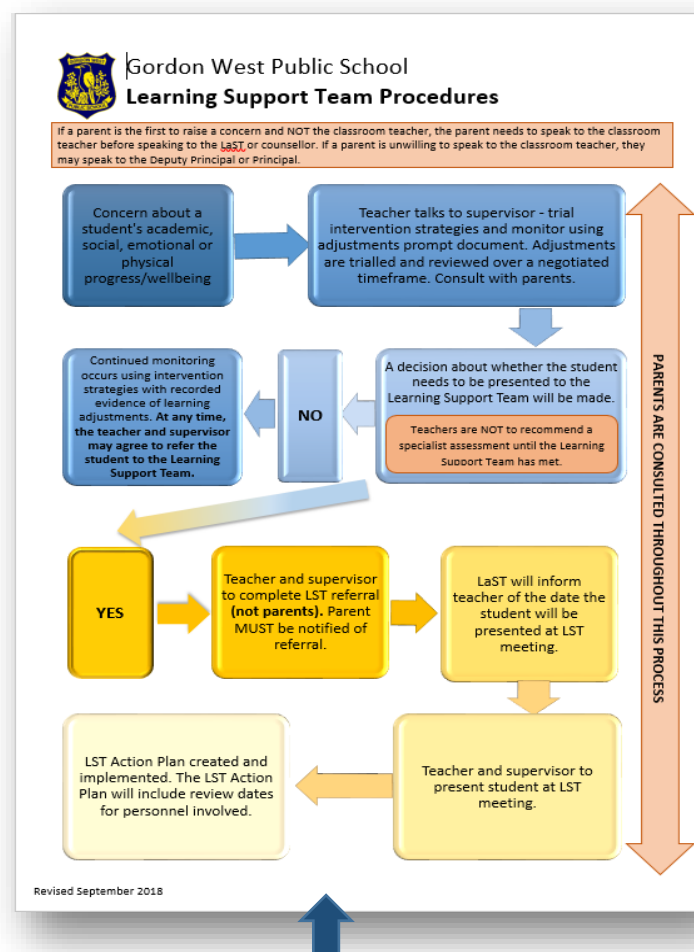 Gordon West Public School
Learning Support Team Procedures
If a parent is the first to raise a concern and NOT the classroom teacher, the parent needs to speak to the classroom
teacher before speaking to the LaST or counsellor. If a parent is unwilling to speak to the classroom teacher, they
may speak to the Deputy Principal or Principal.
Concern about a
student's academic,
social, emotional or
physical
progress/wellbeing
Teacher talks to supervisor - trial
intervention strategies and monitor using
adjustments prompt document. Adjustments
are trialled and reviewed over a negotiated
timeframe. Consult with parents.
A decision about whether the student
needs to be presented to the
Learning Support Team will be made.
Teachers are NOT to recommend a
specialist assessment until the Learning
Support Team has met.
NO
Continued monitoring
occurs using intervention
strategies with recorded
evidence of learning
adjustments. At any time,
the teacher and supervisor
may agree to refer the
student to the Learning
Support Team.
YES
Teacher and supervisor
to complete LST referral
(not parents). Parent
MUST be notified of
referral.
LaST will inform
teacher of the date the
student will be
presented at LST
meeting.
Teacher and supervisor to
present student at LST
meeting.
LST Action Plan created and
implemented. The LST Action
Plan will include review dates
for personnel involved.
PARENTS ARE CONSULTED THROUGHOUT THIS PROCESS
Revised September 2018